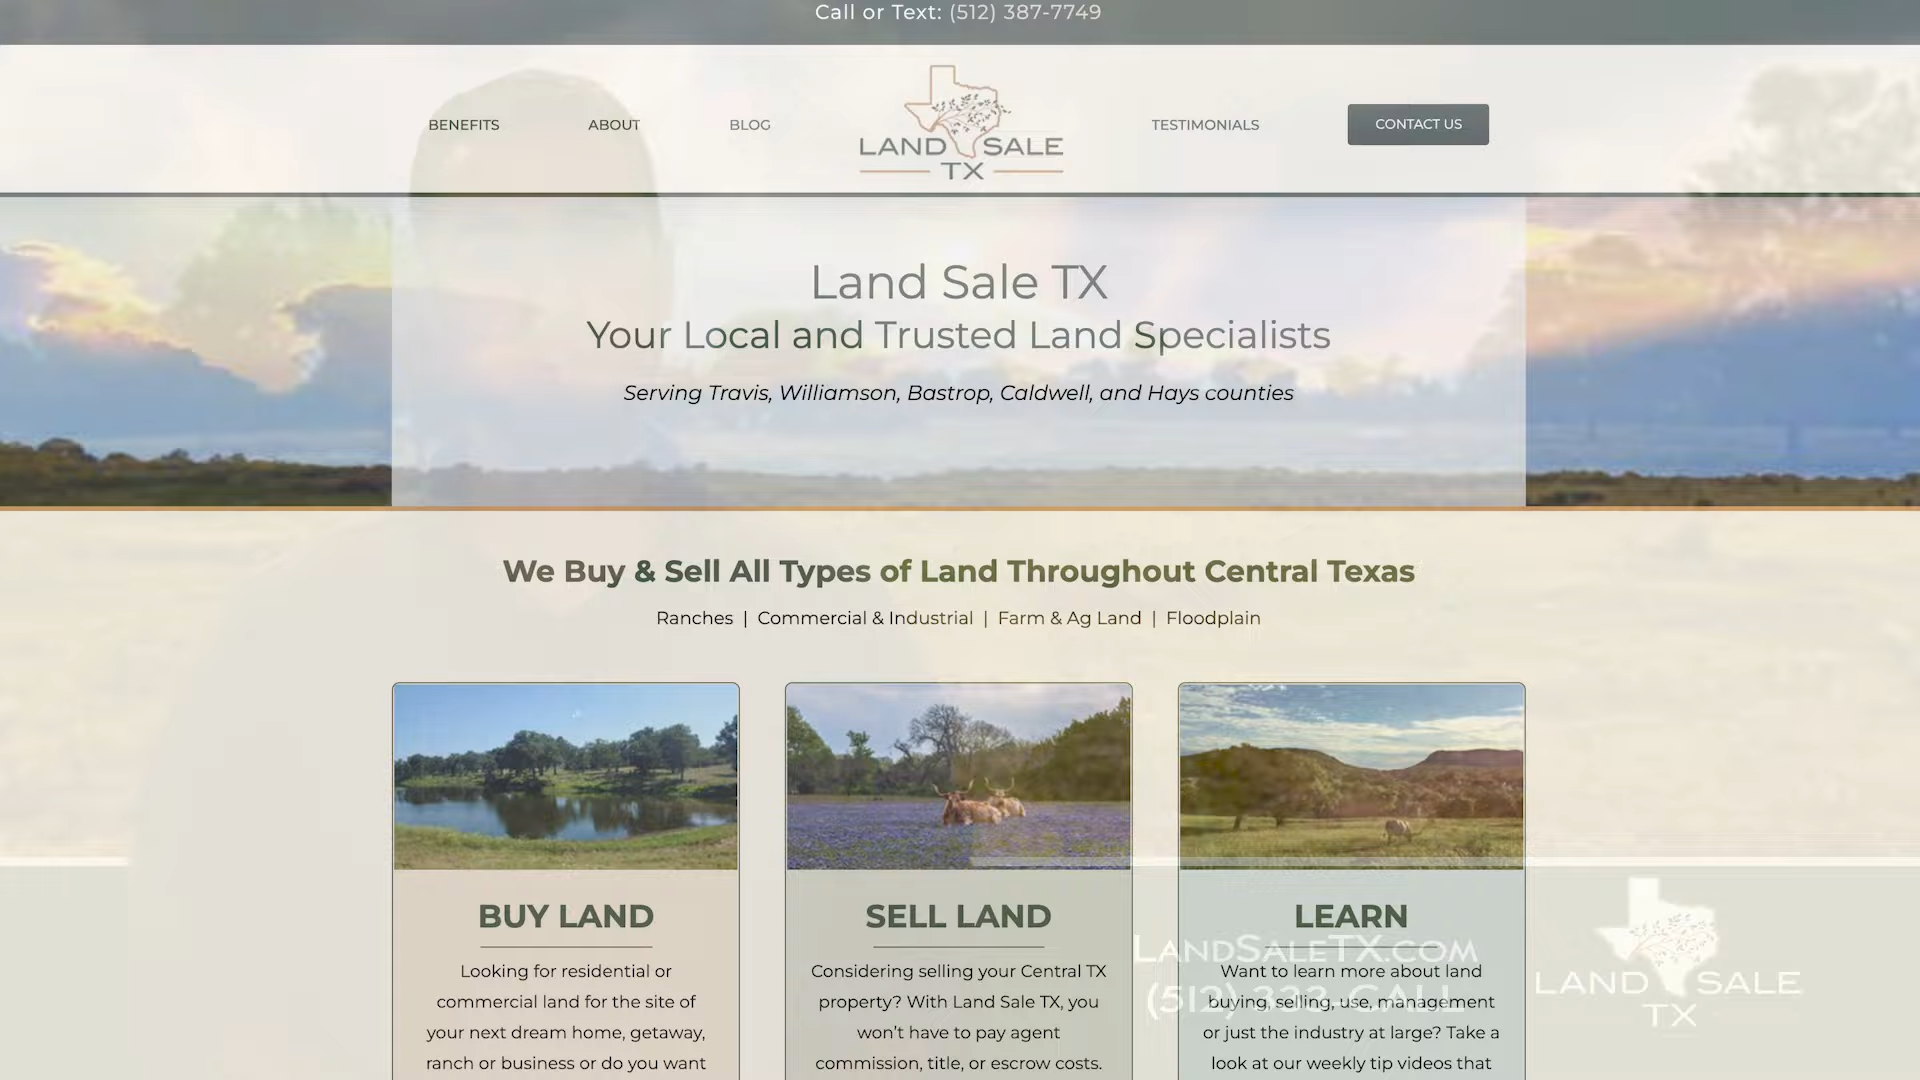 Call or Text: (512) 387-7749
BENEFITS
ABOUT
BLOG
LAND SALE
TX
TESTIMONIALS
CONTACT US
Land Sale TX
Your Local and Trusted Land Specialists
Serving Travis, Williamson, Bastrop, Caldwell, and Hays counties
We Buy & Sell All Types of Land Throughout Central Texas
Ranches | Commercial & Industrial | Farm & Ag Land | Floodplain
BUY LAND
Looking for residential or
commercial land for the site of
your next dream home, getaway,
ranch or business or do you want
SELL LAND
Considering selling your Central TX
property? With Land Sale TX, you
won't have to pay agent
commission, title, or escrow costs.
LEARN
Want to learn more about land
buying, selling, use, management
or just the industry at large? Take a
look at our weekly tip videos that
LANDSALETX.COM
(512) 333-CALL
LAND SALE
TX